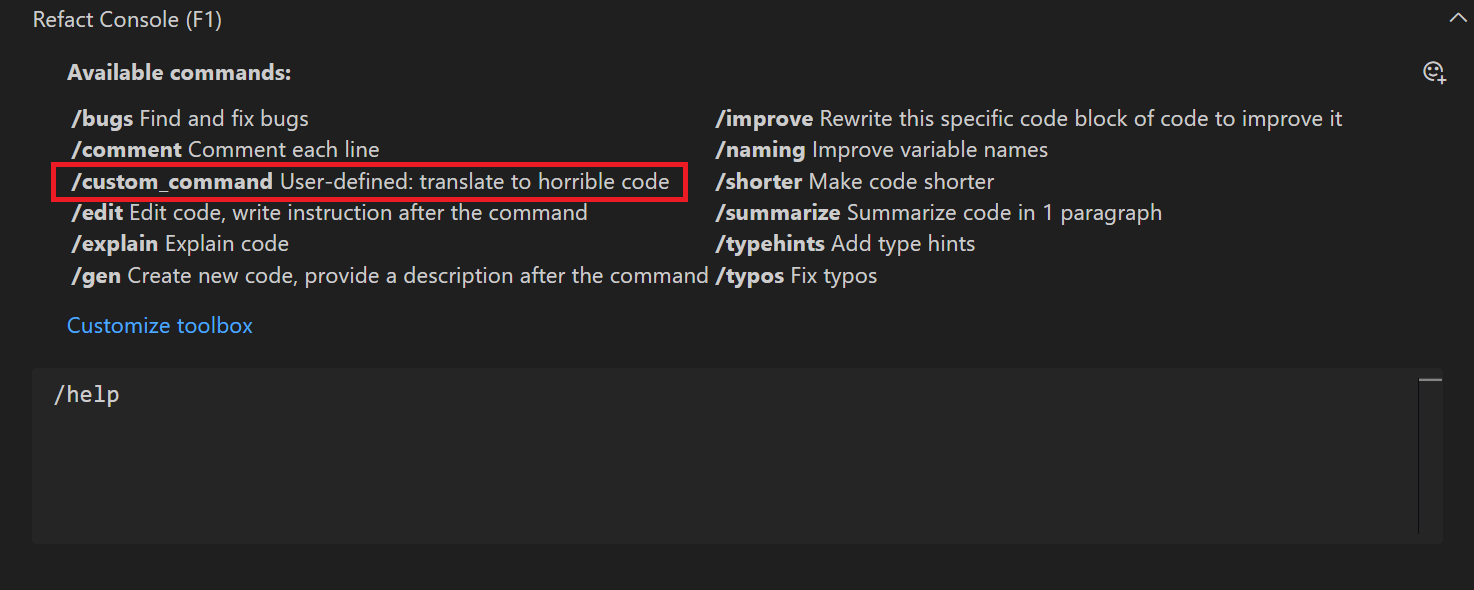 Refact Console (F1)
Available commands:
/bugs Find and fix bugs
/comment Comment each line
/custom_command User-defined: translate to horrible code
/edit Edit code, write instruction after the command
/explain Explain code
/gen Create new code, provide a description after the command
/improve Rewrite this specific code block of code to improve it
/naming Improve variable names
/shorter Make code shorter
/summarize Summarize code in 1 paragraph
/typehints Add type hints
/typos Fix typos
Customize toolbox
/help